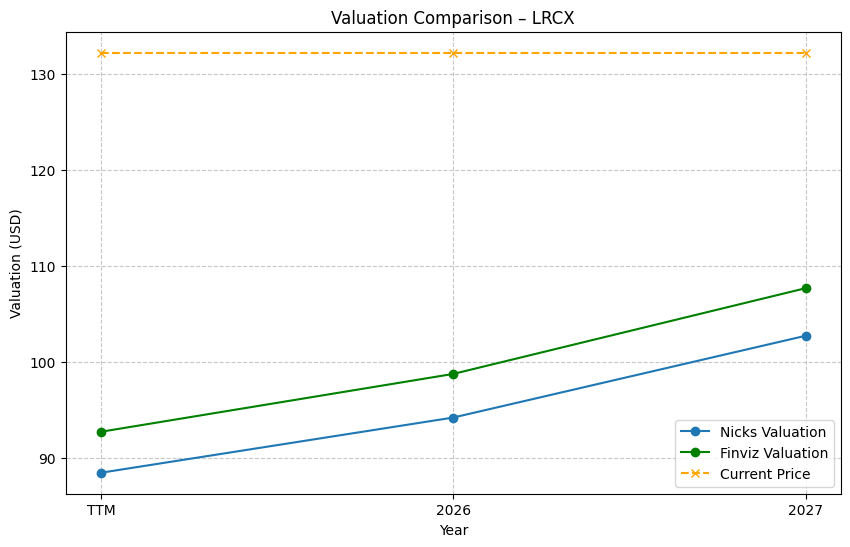 Valuation Comparison – LRCX
Valuation (USD)
130
120
110
100
90
TTM
2026
2027
Year
Nicks Valuation
Finviz Valuation
Current Price